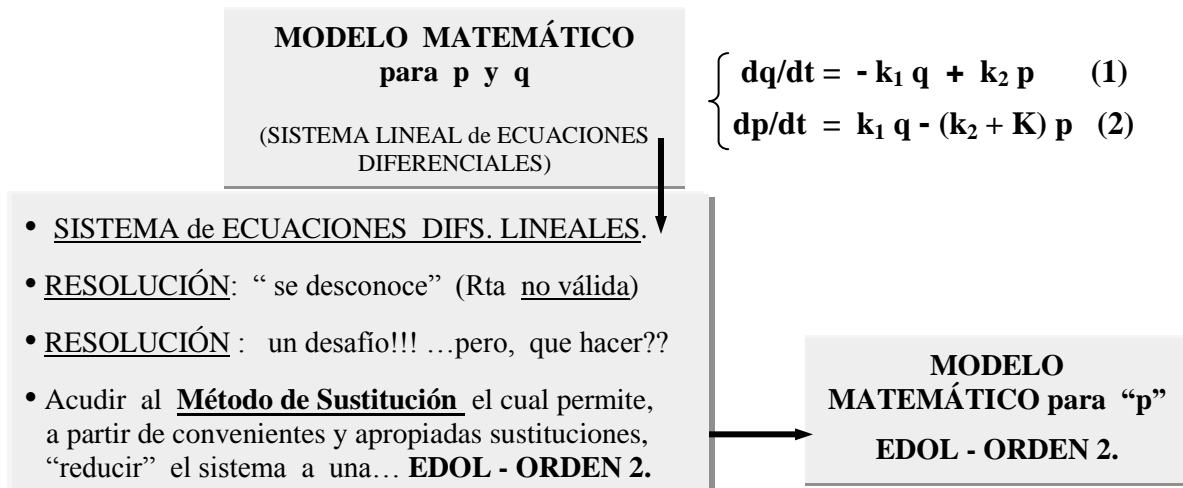 MODELO MATEMÁTICO
para p y q
(SISTEMA LINEAL de ECUACIONES
DIFERENCIALES)
dq/dt = - k₁ q + k₂ p (1)
dp/dt = k₁ q - (k₂ + K) p (2)
• SISTEMA de ECUACIONES DIFS. LINEALES.
• RESOLUCIÓN: “ se desconoce” (Rta no válida)
• RESOLUCIÓN : un desafío!!! …pero, que hacer??
• Acudir al Método de Sustitución el cual permite,
a partir de convenientes y apropiadas sustituciones,
“reducir” el sistema a una… EDOL - ORDEN 2.
MODELO
MATEMÁTICO para “p”
EDOL - ORDEN 2.